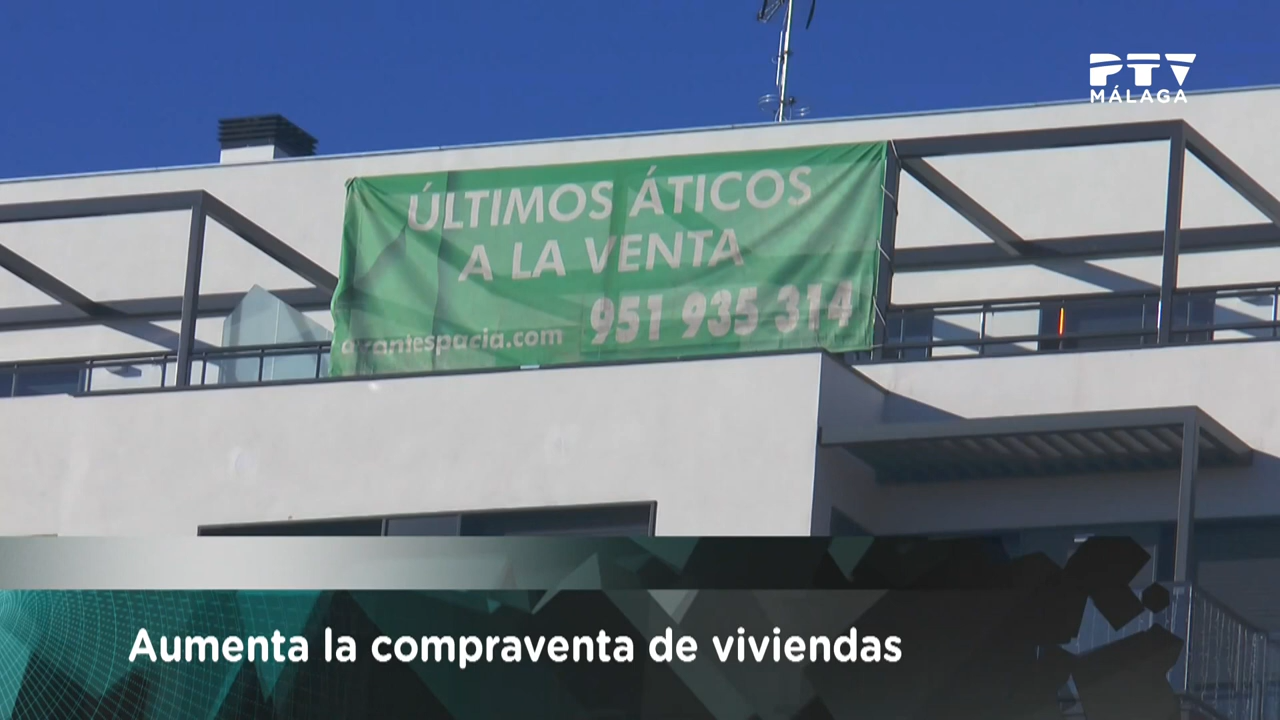 PTV
MÁLAGA
ÚLTIMOS ÁTICOS
A LA VENTA
951 935 314
Aumenta la compraventa de viviendas